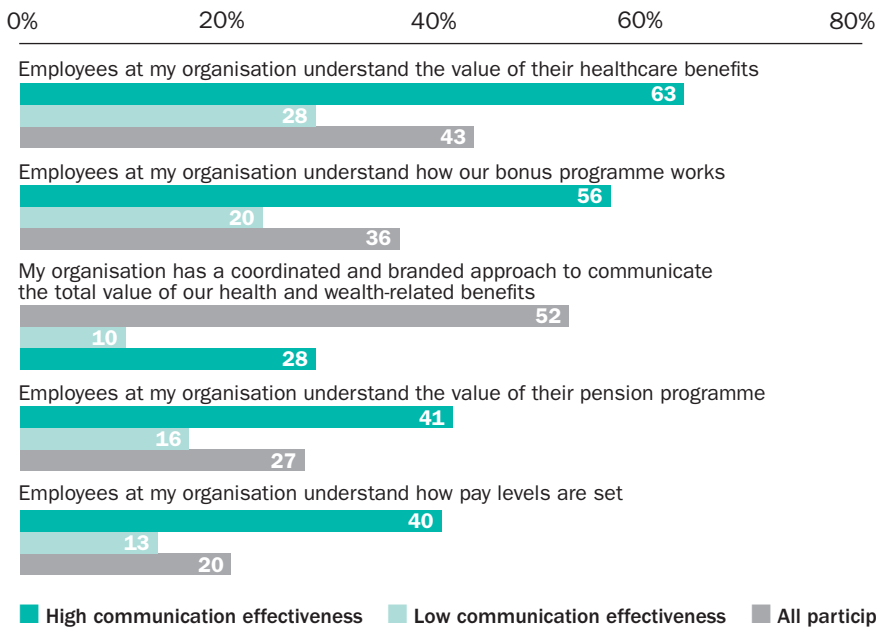 0% 20% 40% 60% 80%
Employees at my organisation understand the value of their healthcare benefits
63
28
43
Employees at my organisation understand how our bonus programme works
56
20
36
My organisation has a coordinated and branded approach to communicate
the total value of our health and wealth-related benefits
52
10
28
Employees at my organisation understand the value of their pension programme
41
16
27
Employees at my organisation understand how pay levels are set
40
13
20
High communication effectiveness Low communication effectiveness All particip